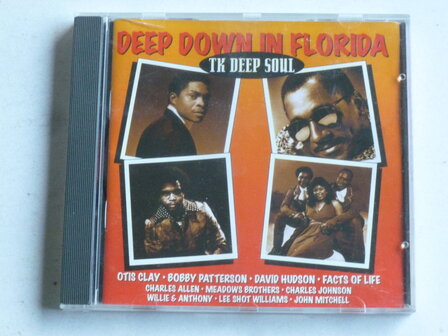 DEEP DOWN IN FLORIDA
TK DEEP SOUL
OTIS CLAY • BOBBY PATTERSON • DAVID HUDSON • FACTS OF LIFE
CHARLES ALLEN • MEADOWS BROTHERS • CHARLES JOHNSON
WILLIE & ANTHONY • LEE SHOT WILLIAMS • JOHN MITCHELL